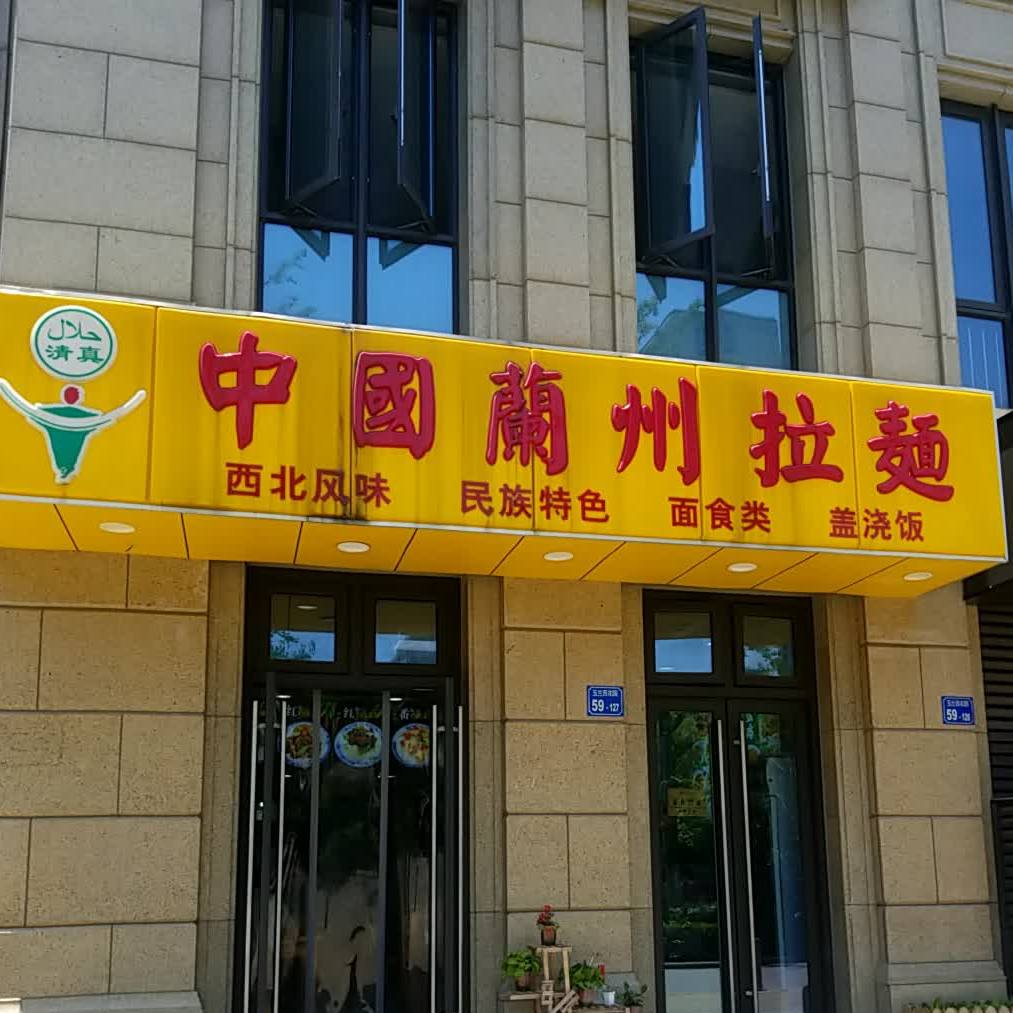 حلال
清真
中國蘭州拉麵
西北风味 民族特色 面食类 盖浇饭
59-127
59-128